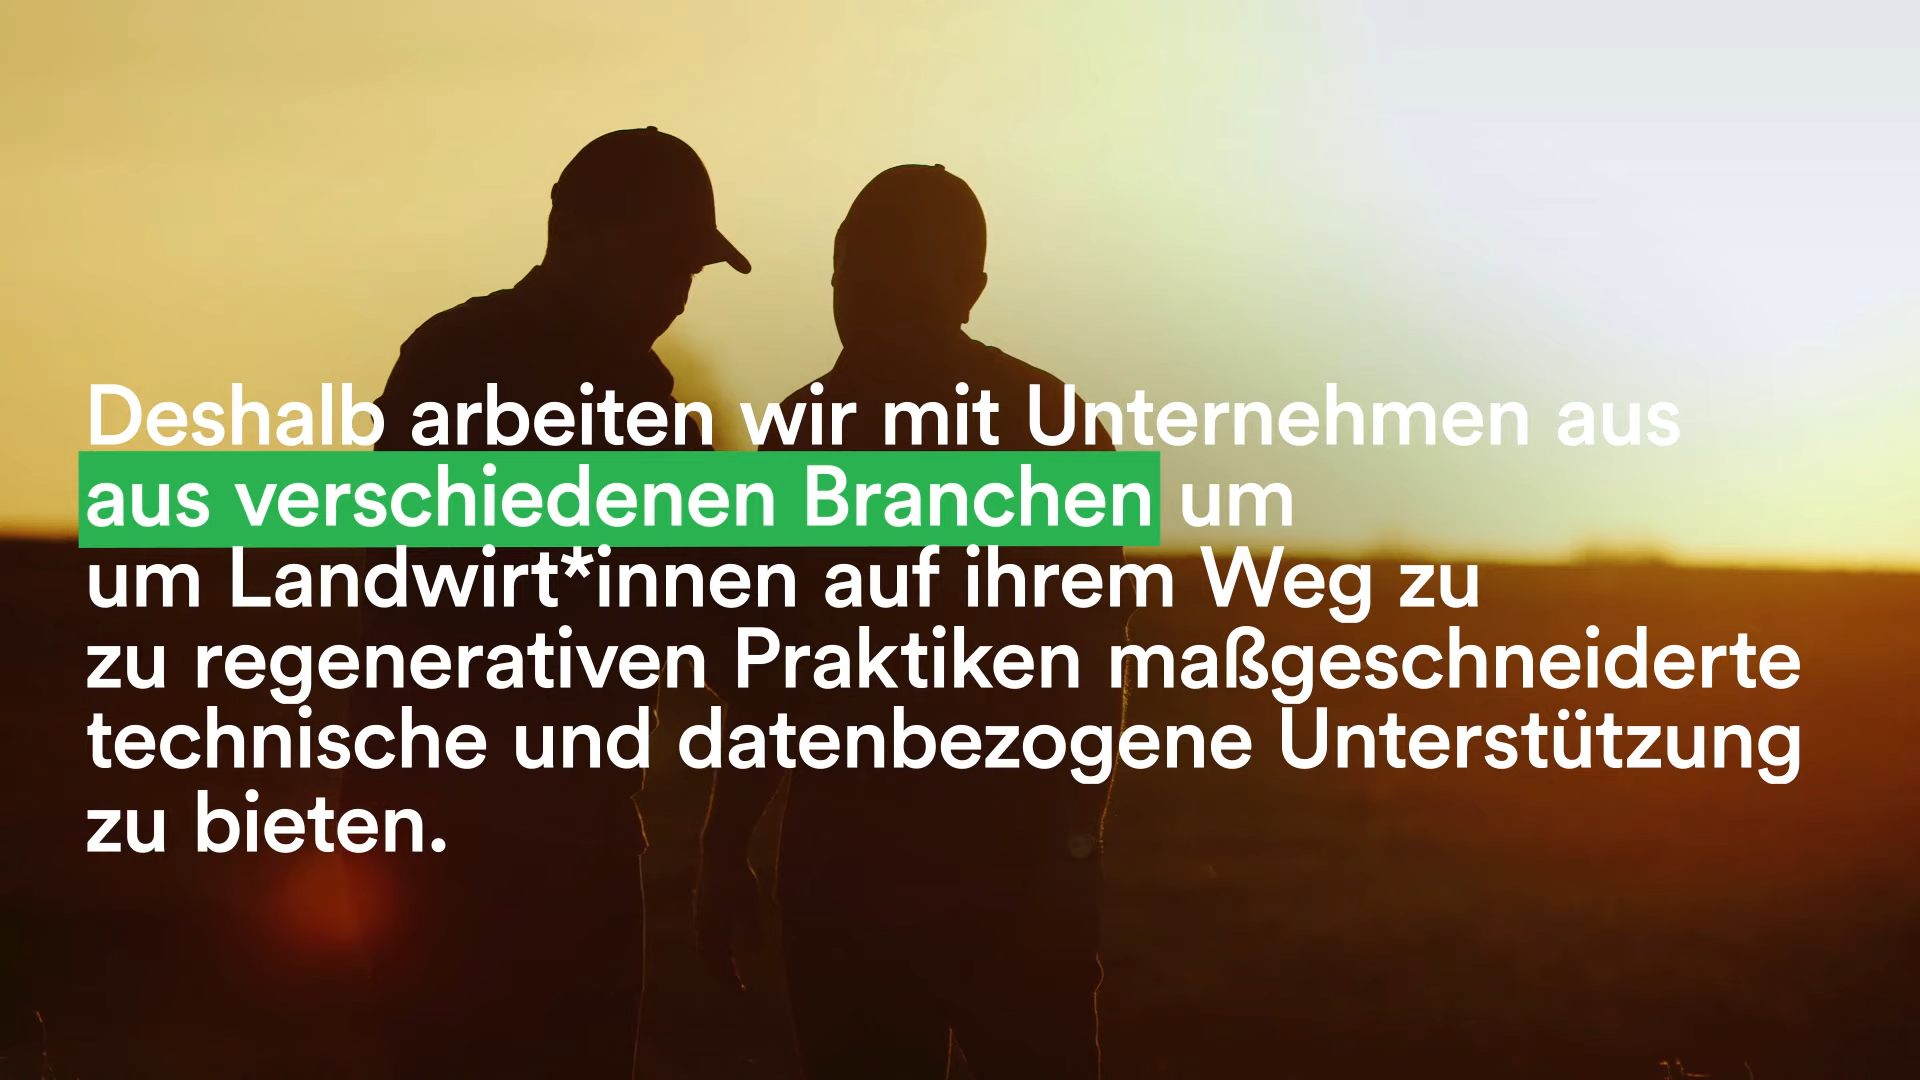 Deshalb arbeiten wir mit Unternehmen aus
aus verschiedenen Branchen um
um Landwirt*innen auf ihrem Weg zu
zu regenerativen Praktiken maßgeschneiderte
technische und datenbezogene Unterstützung
zu bieten.